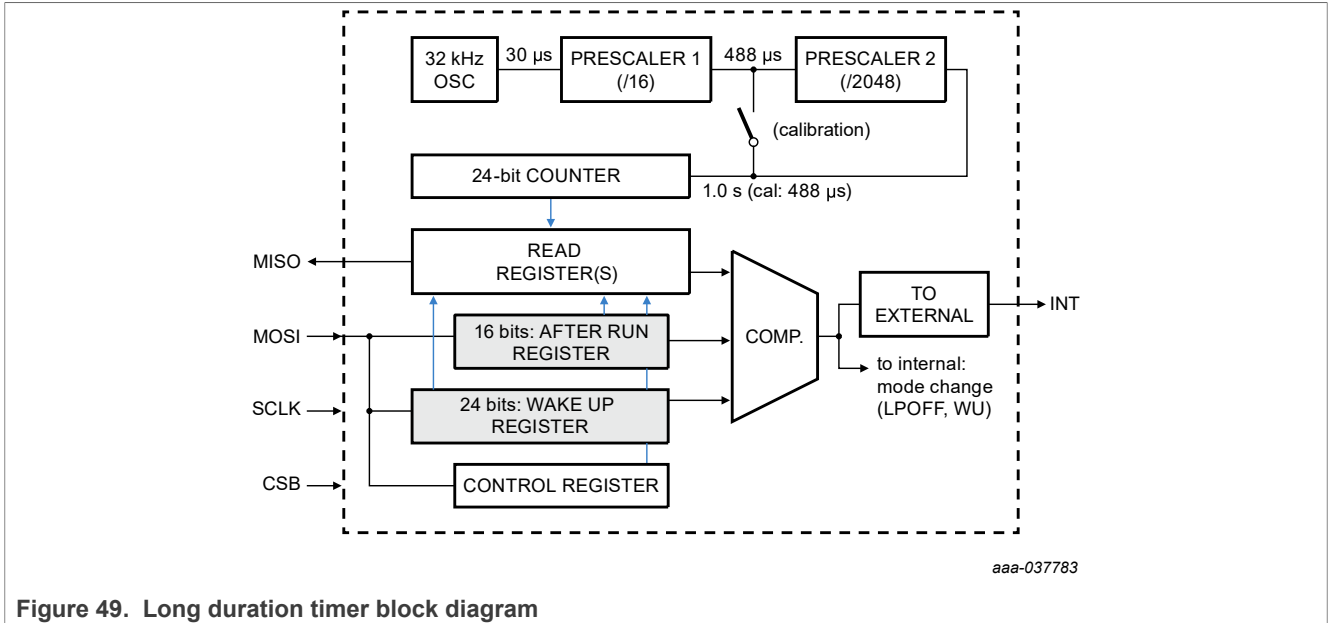 32 kHz
OSC
30 µs
PRESCALER 1
(/16)
488 µs
PRESCALER 2
(/2048)
(calibration)
24-bit COUNTER
1.0 s (cal: 488 µs)
MISO
READ
REGISTER(S)
MOSI
16 bits: AFTER RUN
REGISTER
COMP.
TO
EXTERNAL
INT
to internal:
mode change
(LPOFF, WU)
SCLK
24 bits: WAKE UP
REGISTER
CSB
CONTROL REGISTER
aaa-037783
Figure 49. Long duration timer block diagram